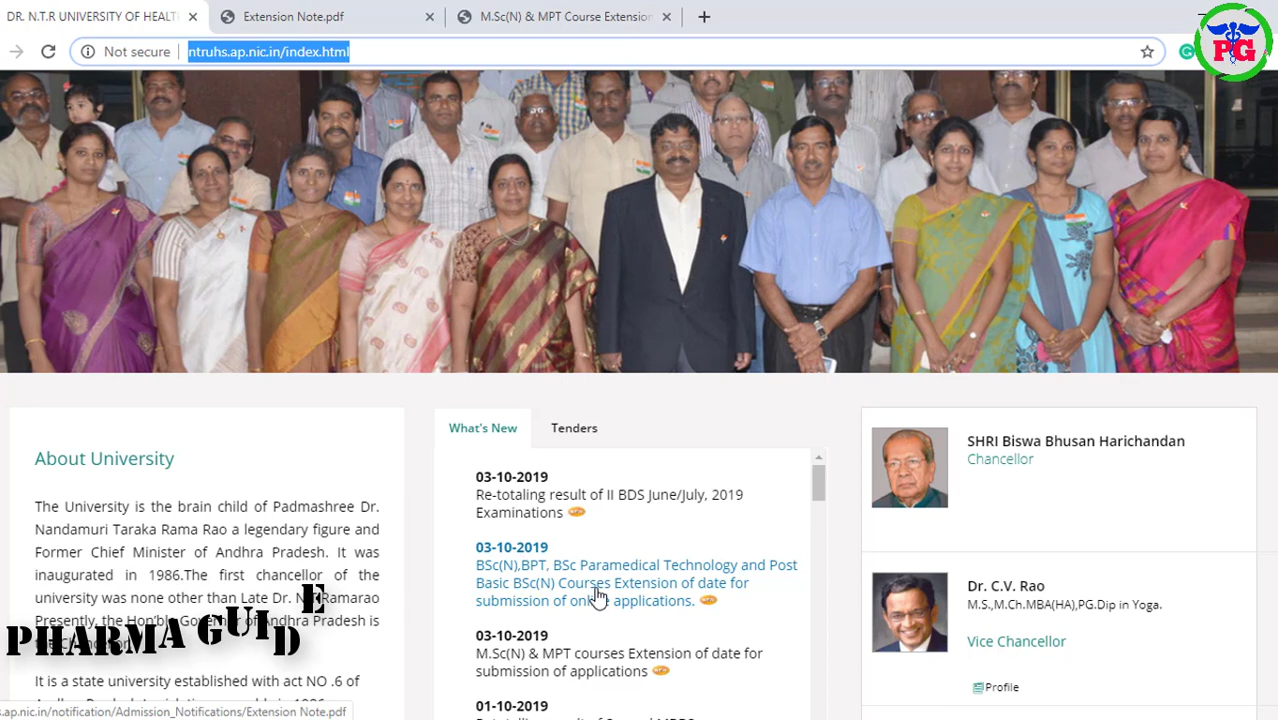 DR. N.T.R UNIVERSITY OF HEALT
Extension Note.pdf
M.Sc(N) & MPT Course Extension
Not secure
ntruhs.ap.nic.in/index.html
PG
About University
The University is the brain child of Padmashree Dr.
Nandamuri Taraka Rama Rao a legendary figure and
Former Chief Minister of Andhra Pradesh. It was
inaugurated in 1986.The first chancellor of the
university was none other than Late Dr. N.T. Ramarao
Presently, the Hon'ble Governor of Andhra Pradesh is
the Chancellor.
It is a state university established with act NO .6 of
PHARMA GUIDE
s.ap.nic.in/notification/Admission_Notifications/Extension Note.pdf
What's New
Tenders
03-10-2019
Re-totaling result of II BDS June/July, 2019
Examinations
03-10-2019
BSc(N),BPT, BSc Paramedical Technology and Post
Basic BSc(N) Courses Extension of date for
submission of online applications.
03-10-2019
M.Sc(N) & MPT courses Extension of date for
submission of applications
01-10-2019
SHRI Biswa Bhusan Harichandan
Chancellor
Dr. C.V. Rao
M.S.,M.Ch.MBA(HA),PG.Dip in Yoga.
Vice Chancellor
Profile